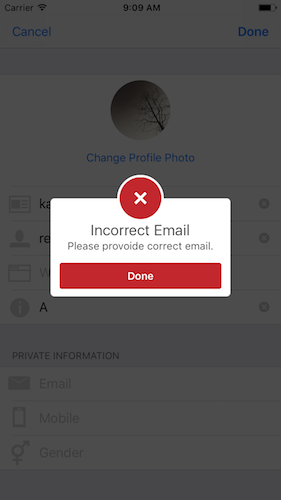 Carrier 9:09 AM
Cancel Done
Change Profile Photo
ka
re
W
A
Incorrect Email
Please provoide correct email.
Done
PRIVATE INFORMATION
Email
Mobile
Gender